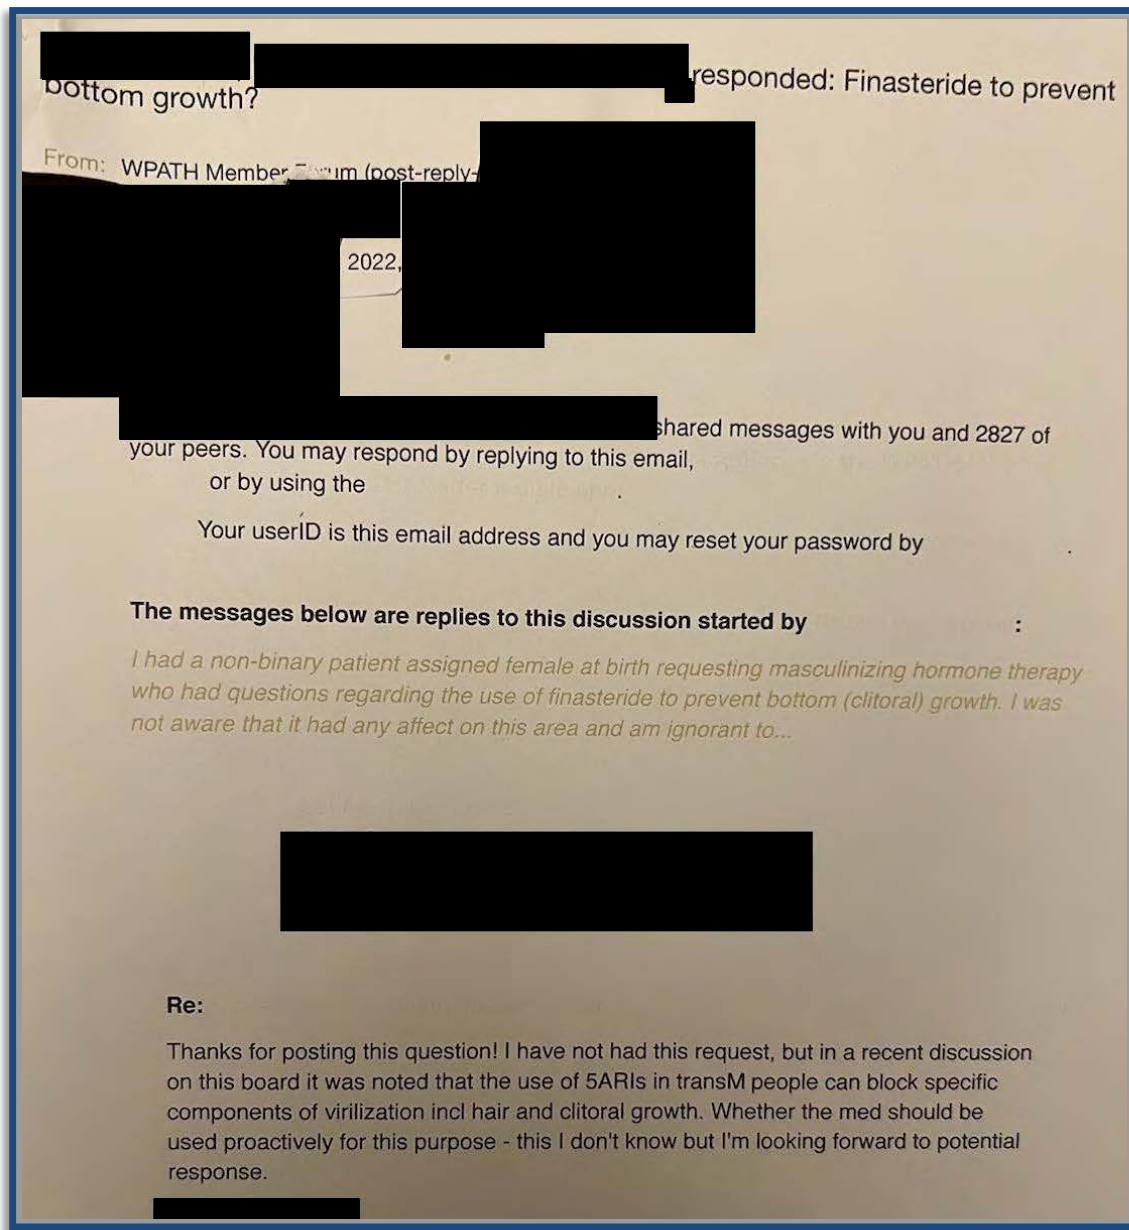 responded: Finasteride to prevent
bottom growth?
From: WPATH Member (post-reply-
2022,
shared messages with you and 2827 of
your peers. You may respond by replying to this email,
or by using the .
Your userID is this email address and you may reset your password by .
The messages below are replies to this discussion started by :
I had a non-binary patient assigned female at birth requesting masculinizing hormone therapy
who had questions regarding the use of finasteride to prevent bottom (clitoral) growth. I was
not aware that it had any affect on this area and am ignorant to...
Re:
Thanks for posting this question! I have not had this request, but in a recent discussion
on this board it was noted that the use of 5ARIs in transM people can block specific
components of virilization incl hair and clitoral growth. Whether the med should be
used proactively for this purpose - this I don't know but I'm looking forward to potential
response.